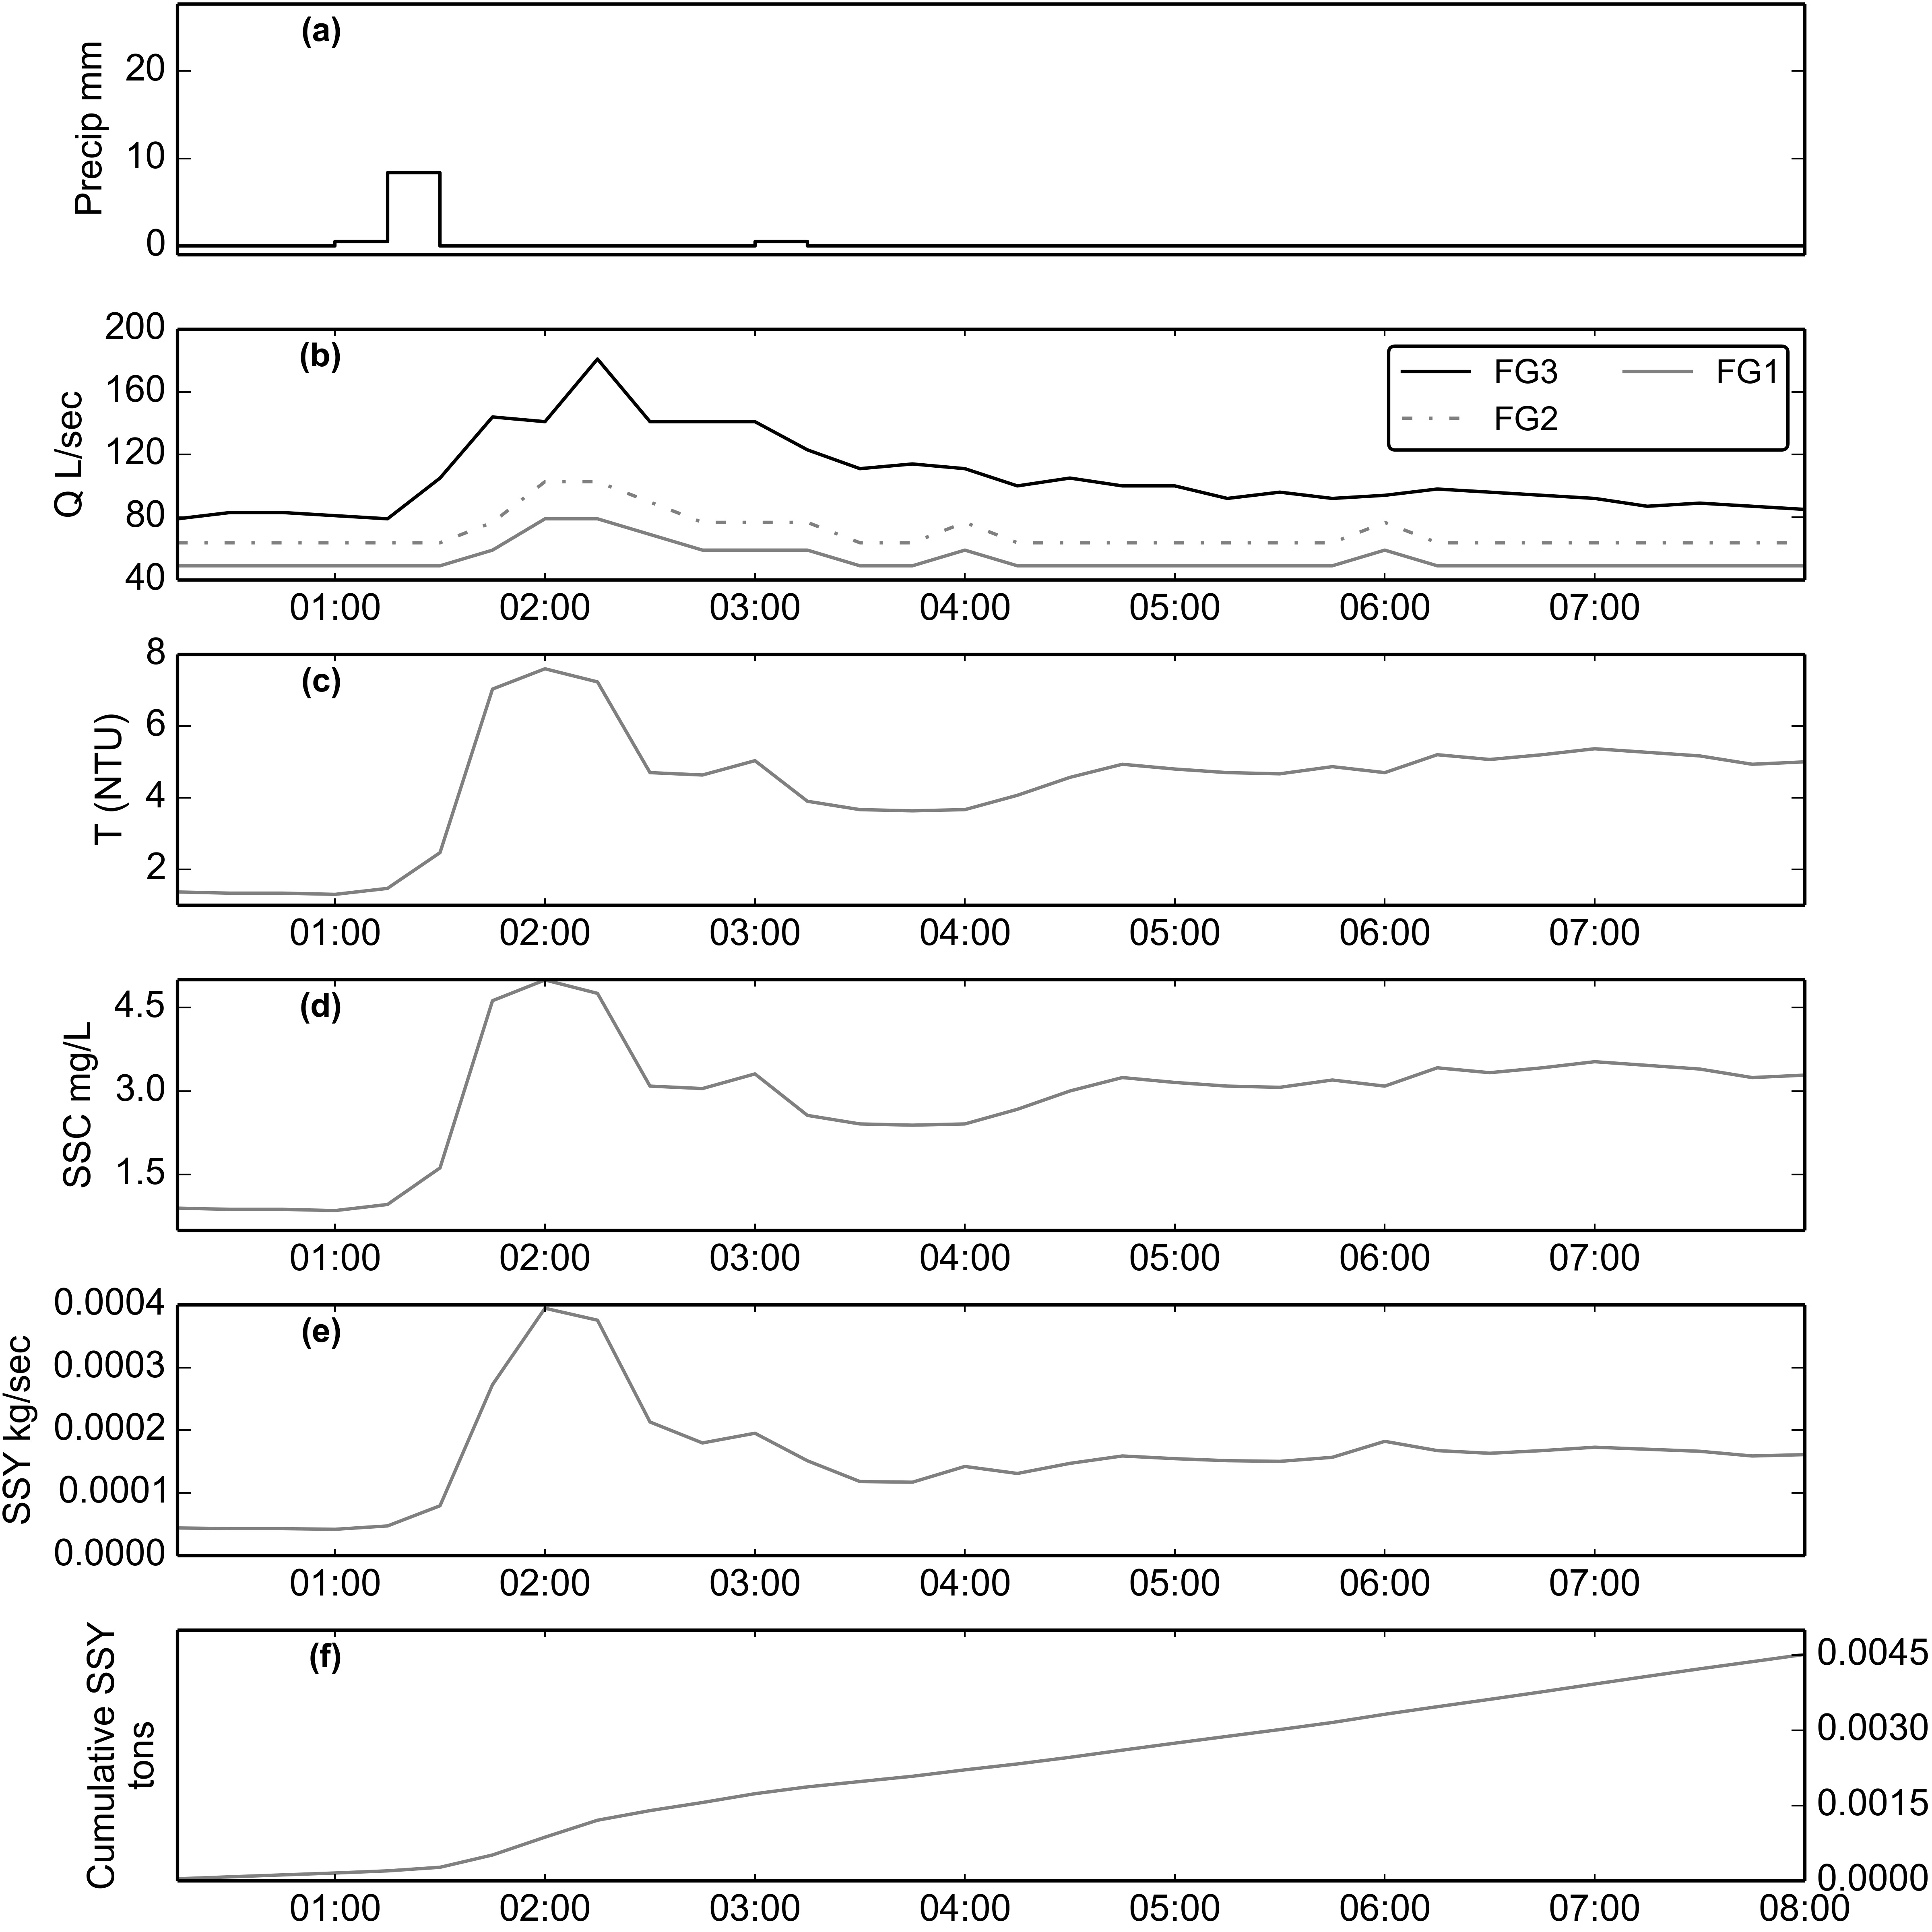 (a)
Precip mm
20
10
0
(b)
Q L/sec
200
160
120
80
40
FG3 FG1
FG2
01:00 02:00 03:00 04:00 05:00 06:00 07:00
(c)
T (NTU)
8
6
4
2
01:00 02:00 03:00 04:00 05:00 06:00 07:00
(d)
SSC mg/L
4.5
3.0
1.5
01:00 02:00 03:00 04:00 05:00 06:00 07:00
(e)
SSY kg/sec
0.0004
0.0003
0.0002
0.0001
0.0000
01:00 02:00 03:00 04:00 05:00 06:00 07:00
(f)
Cumulative SSY
tons
0.0045
0.0030
0.0015
0.0000
01:00 02:00 03:00 04:00 05:00 06:00 07:00 08:00